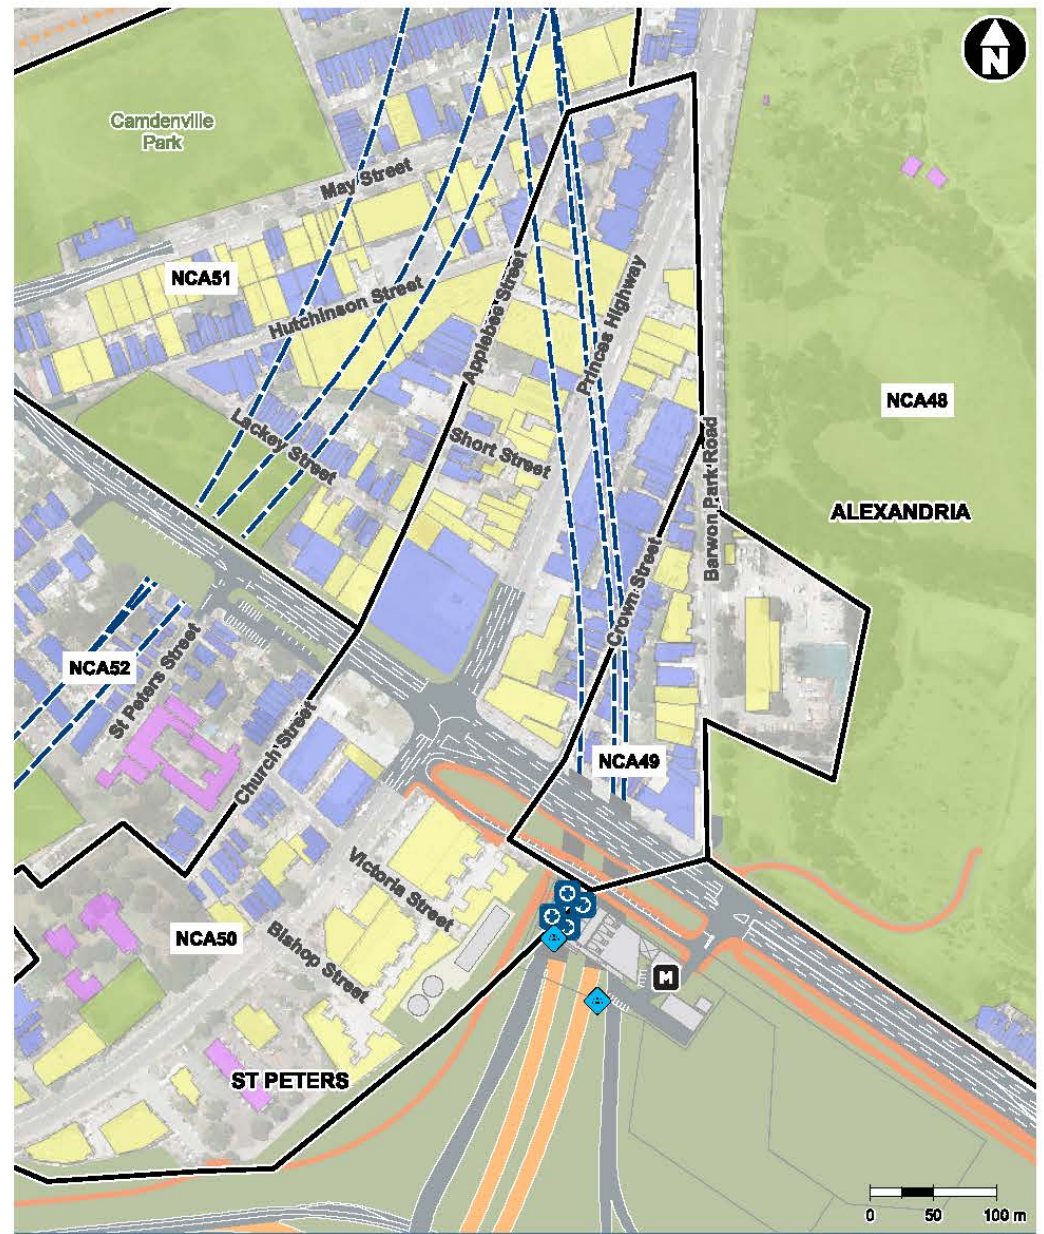 N
Camdenville
Park
May Street
NCA51
Hutchinson Street
Applebee Street
Princes Highway
NCA48
Lackey Street
Short Street
Barwon Park Road
ALEXANDRIA
Crown Street
NCA52
St Peters Street
Church Street
NCA49
Victoria Street
NCA50
Bishop Street
M
ST PETERS
0 50 100 m